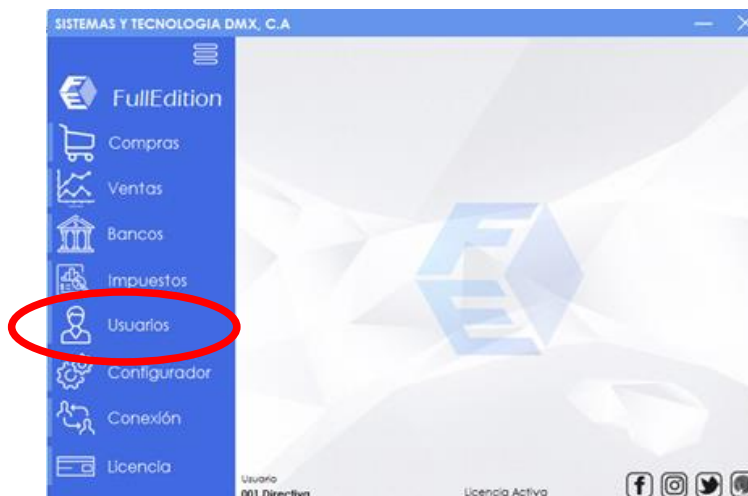 SISTEMAS Y TECNOLOGIA DMX, C.A
FullEdition
Compras
Ventas
Bancos
Impuestos
Usuarios
Configurador
Conexión
Licencia
Usuario
001 Directiva
Licencia Activa